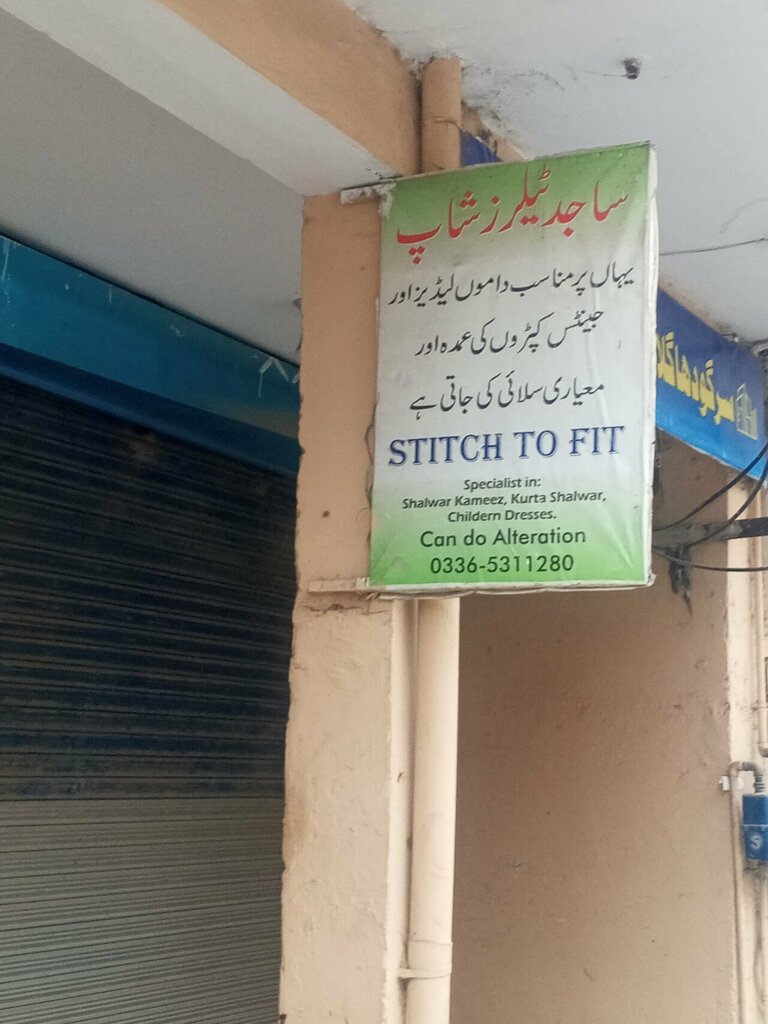 ساجد ٹیلرز شاپ
یہاں پر مناسب داموں لیڈیز اور
جینٹس کپڑوں کی عمدہ اور
معیاری سلائی کی جاتی ہے
STITCH TO FIT
Specialist in:
Shalwar Kameez, Kurta Shalwar,
Childern Dresses.
Can do Alteration
0336-5311280
سرگودھا